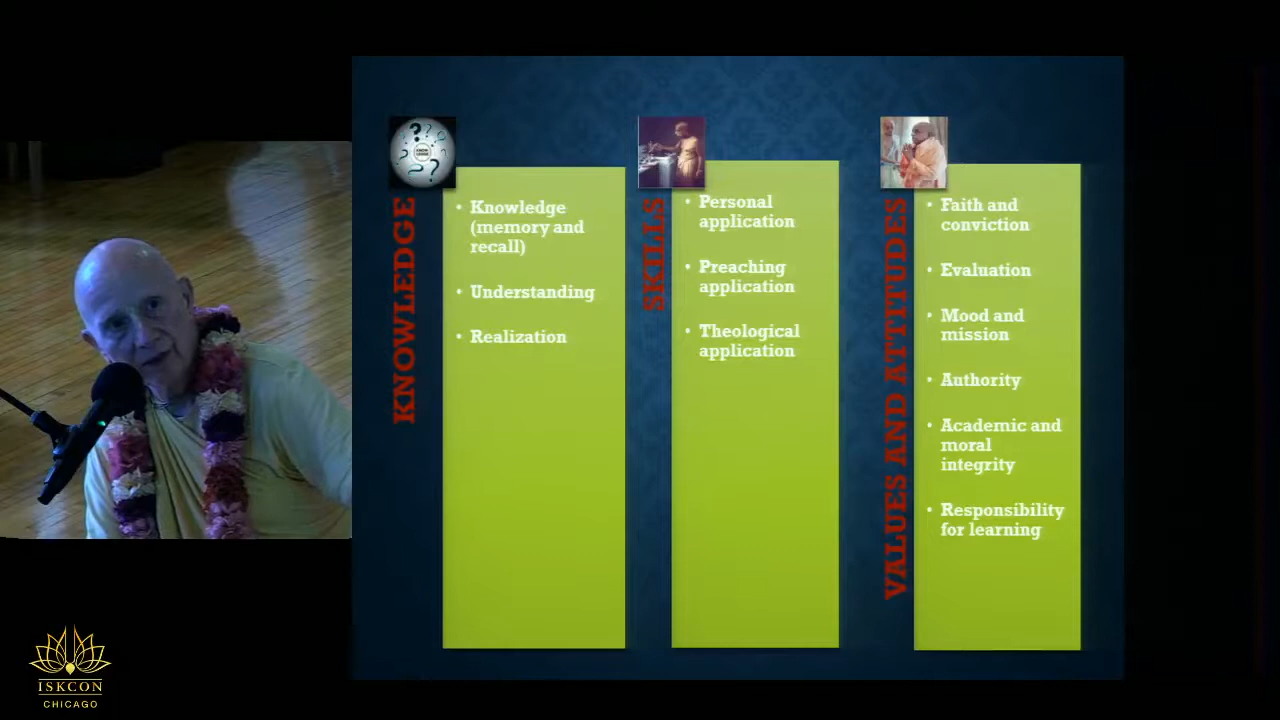 KNOWLEDGE
• Knowledge
(memory and
recall)
• Understanding
• Realization
SKILLS
• Personal
application
• Preaching
application
• Theological
application
VALUES AND ATTITUDES
• Faith and
conviction
• Evaluation
• Mood and
mission
• Authority
• Academic and
moral
integrity
• Responsibility
for learning
ISKCON
CHICAGO